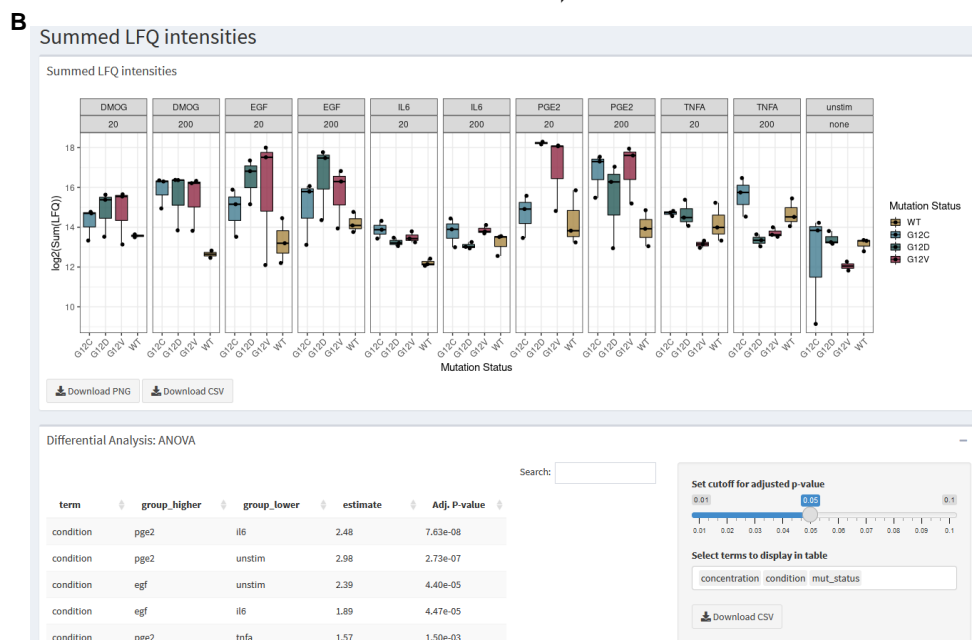 B
Summed LFQ intensities
Summed LFQ intensities
DMOG DMOG EGF EGF IL6 IL6 PGE2 PGE2 TNFA TNFA unstim
20 200 20 200 20 200 20 200 20 200 none
log2(Sum(LFQ))
18
16
14
12
10
G12C G12D G12V WT G12C G12D G12V WT G12C G12D G12V WT G12C G12D G12V WT G12C G12D G12V WT G12C G12D G12V WT G12C G12D G12V WT G12C G12D G12V WT G12C G12D G12V WT G12C G12D G12V WT G12C G12D G12V WT
Mutation Status
Mutation Status
WT
G12C
G12D
G12V
Download PNG Download CSV
Differential Analysis: ANOVA
Search:
term group_higher group_lower estimate Adj. P-value
condition pge2 il6 2.48 7.63e-08
condition pge2 unstim 2.98 2.73e-07
condition egf unstim 2.39 4.40e-05
condition egf il6 1.89 4.47e-05
condition pge2 tnfa 1.57 1.50e-03
Set cutoff for adjusted p-value
0.01 0.05 0.1
0.01 0.02 0.03 0.04 0.05 0.06 0.07 0.08 0.09 0.1
Select terms to display in table
concentration condition mut_status
Download CSV